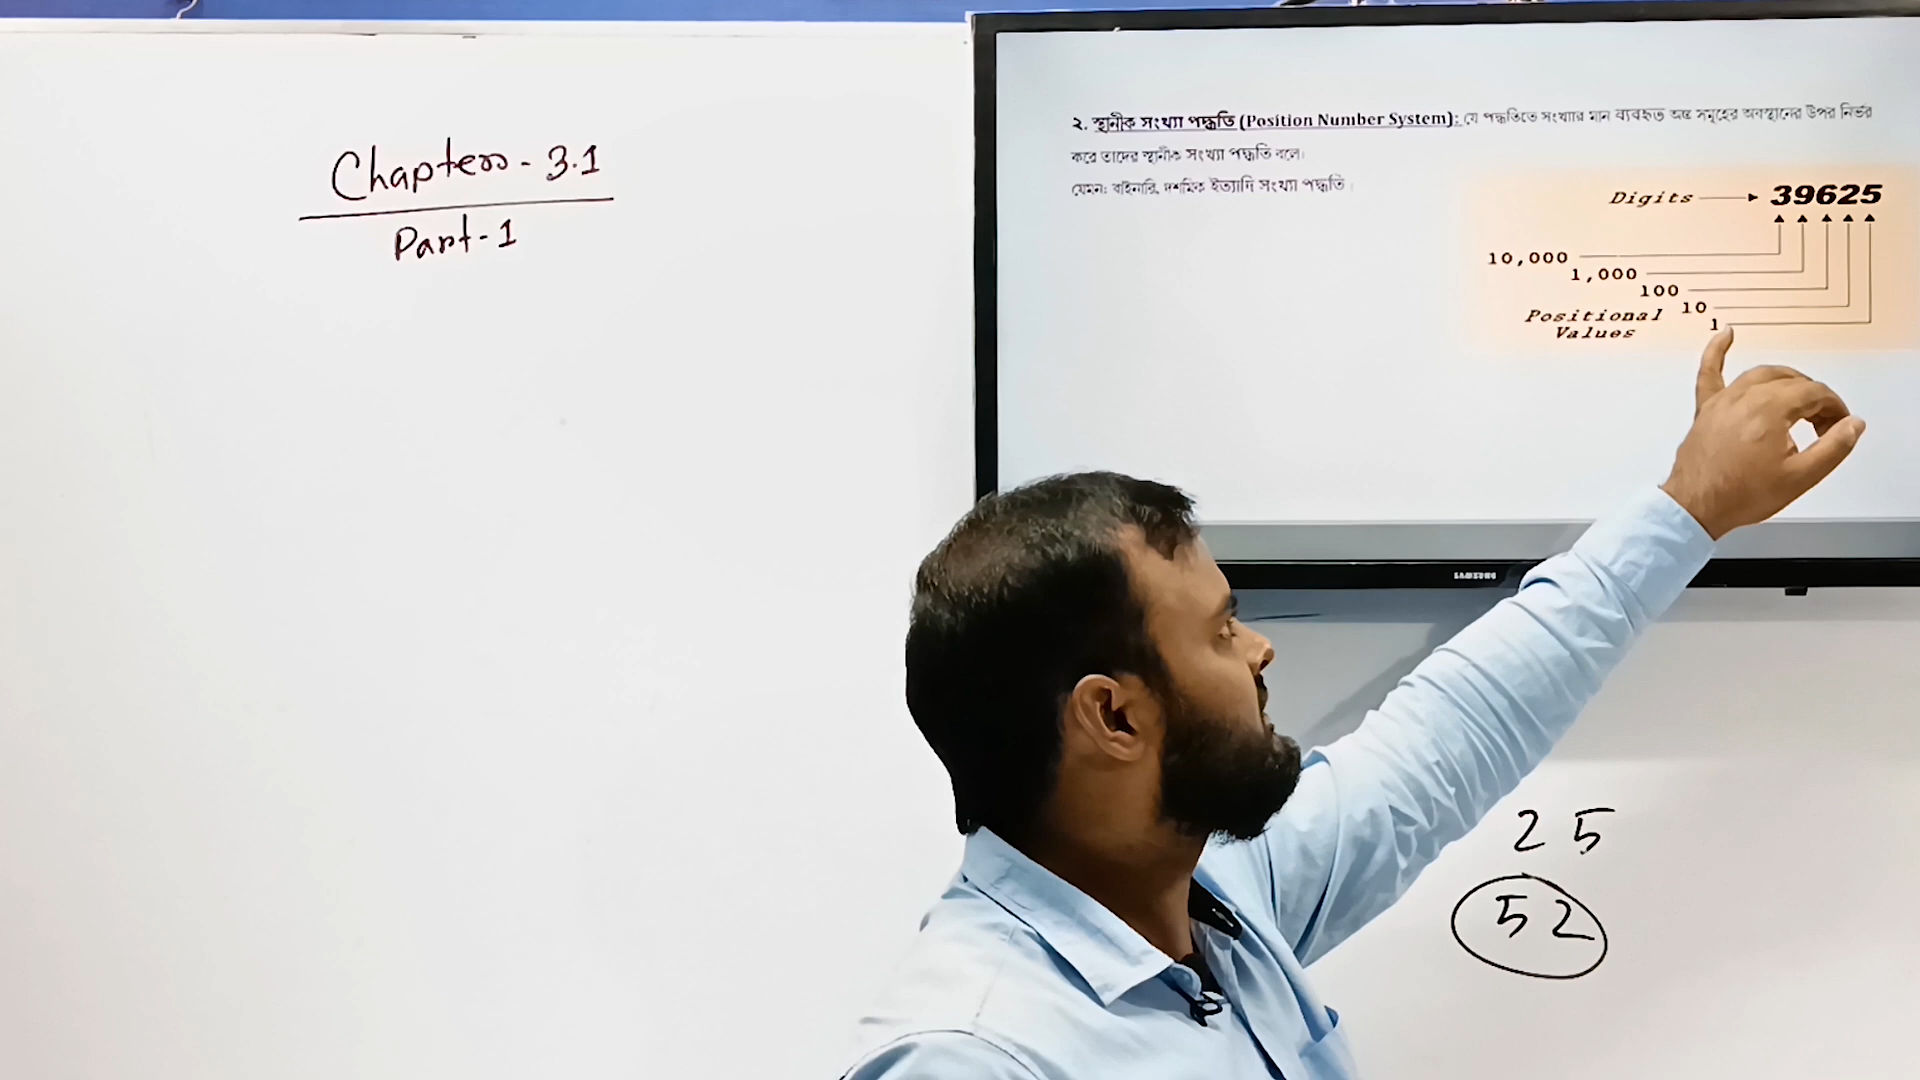 Chapter - 3.1
Part - 1
২. স্থানীক সংখ্যা পদ্ধতি (Position Number System): যে পদ্ধতিতে সংখ্যার মান ব্যবহৃত অঙ্ক সমূহের অবস্থানের উপর নির্ভর
করে তাদের স্থানীক সংখ্যা পদ্ধতি বলে।
যেমন: বাইনারি, দশমিক ইত্যাদি সংখ্যা পদ্ধতি।
Digits 39625
10,000
1,000
100
10
1
Positional
Values
SAMSUNG
25
52